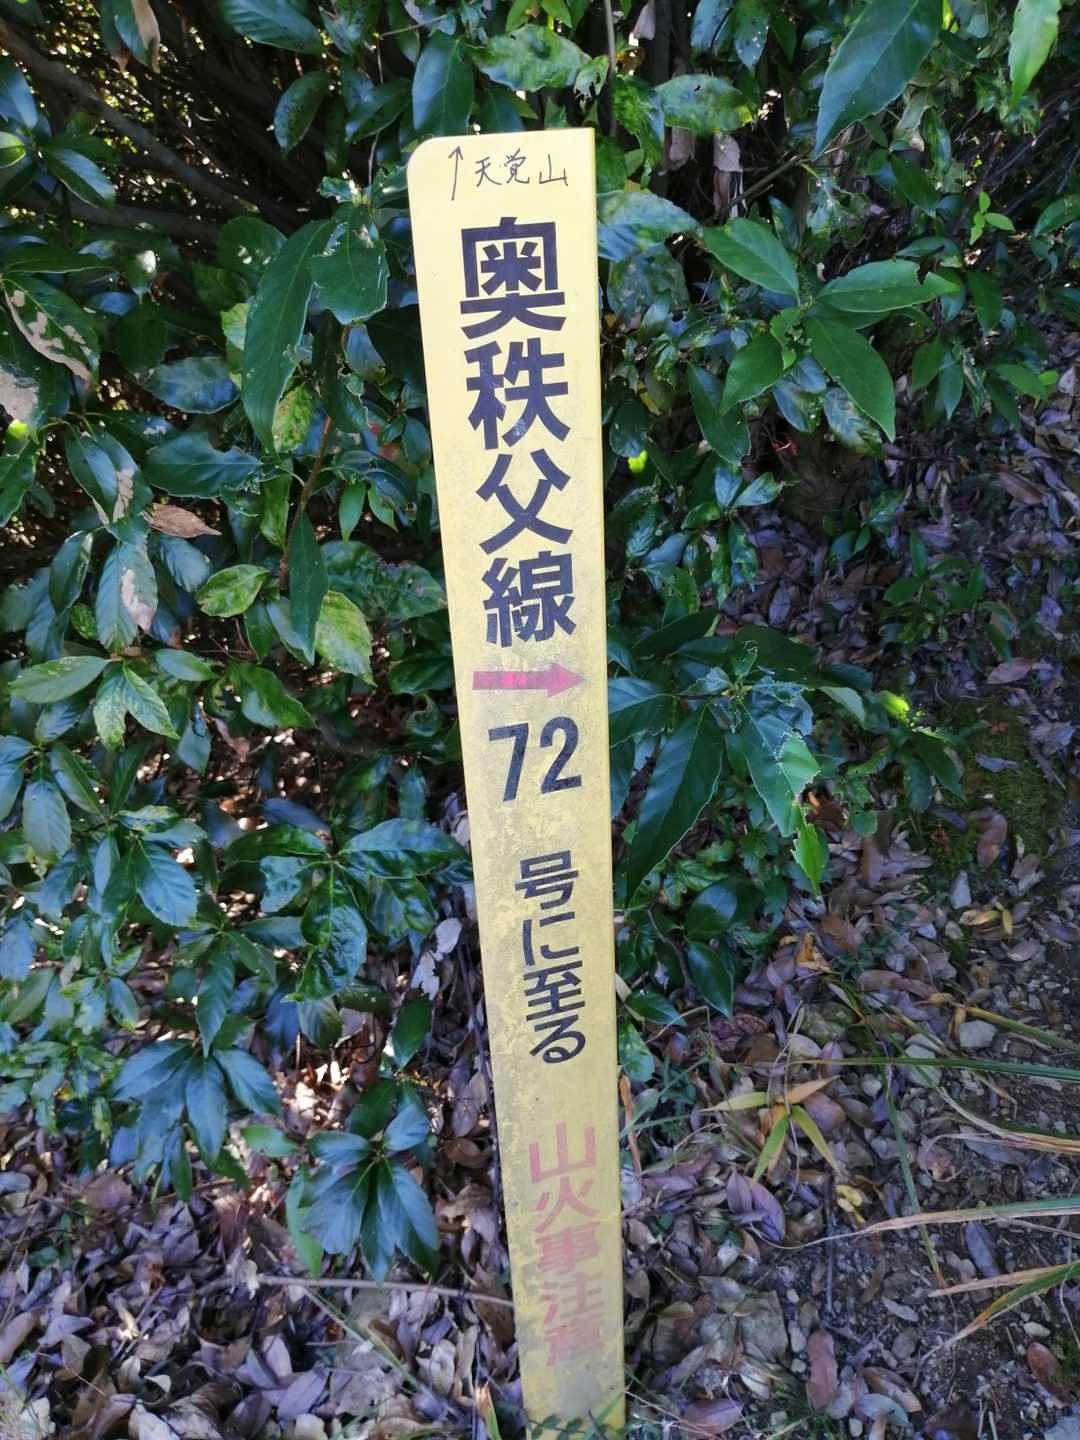 ↑天覚山
奥秩父線
→
72
号に至る
山火事注意